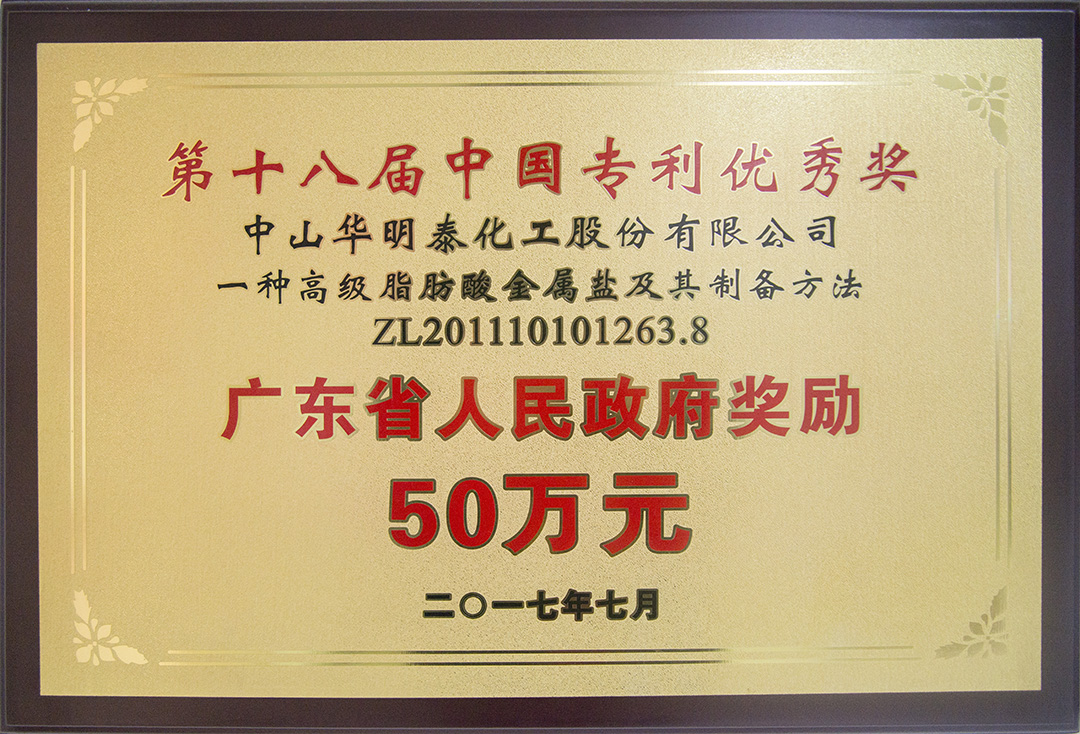 第十八届中国专利优秀奖
中山华明泰化工股份有限公司
一种高级脂肪酸金属盐及其制备方法
ZL201110101263.8
广东省人民政府奖励
50万元
二〇一七年七月